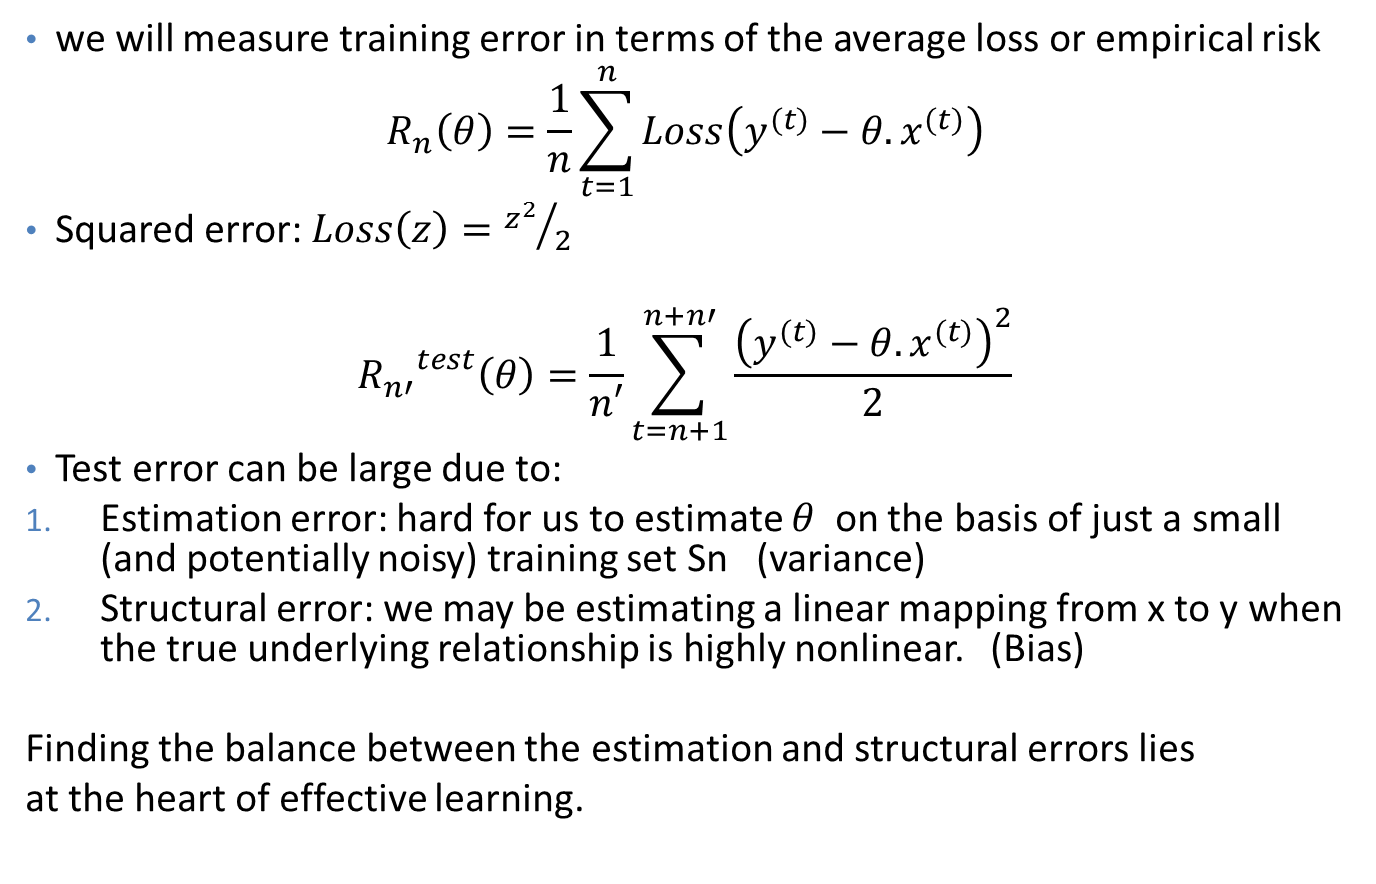 • we will measure training error in terms of the average loss or empirical risk
R_n(θ) = 1/n ∑_{t=1}^{n} Loss(y^{(t)} − θ.x^{(t)})
• Squared error: Loss(z) = z²/2
R_{n′}^{test}(θ) = 1/n′ ∑_{t=n+1}^{n+n′} (y^{(t)} − θ.x^{(t)})²/2
• Test error can be large due to:
1. Estimation error: hard for us to estimate θ on the basis of just a small
(and potentially noisy) training set Sn (variance)
2. Structural error: we may be estimating a linear mapping from x to y when
the true underlying relationship is highly nonlinear. (Bias)
Finding the balance between the estimation and structural errors lies
at the heart of effective learning.